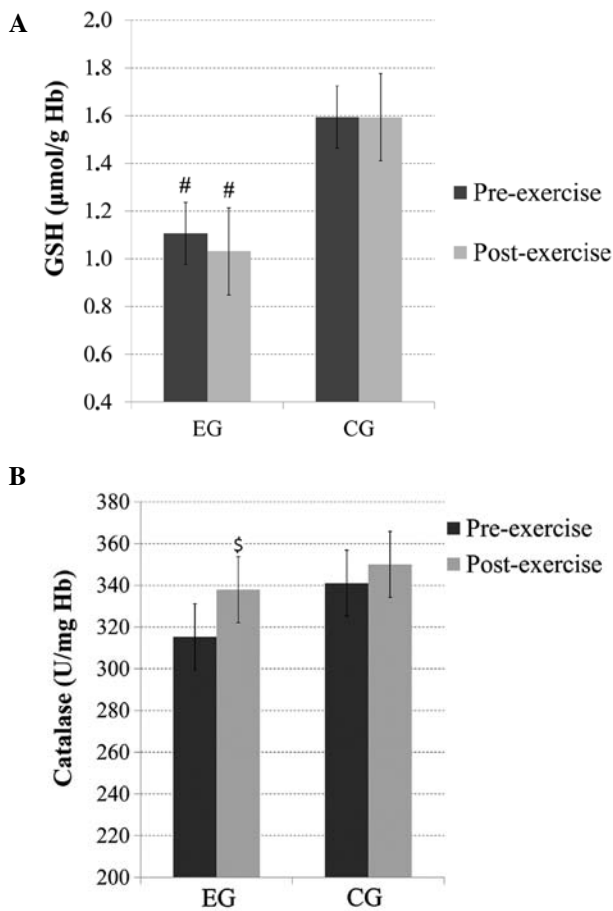 A
GSH (µmol/g Hb)
2.0
1.8
1.6
1.4
1.2
1.0
0.8
0.6
0.4
# #
EG CG
Pre-exercise
Post-exercise
B
Catalase (U/mg Hb)
380
360
340
320
300
280
260
240
220
200
$
EG CG
Pre-exercise
Post-exercise